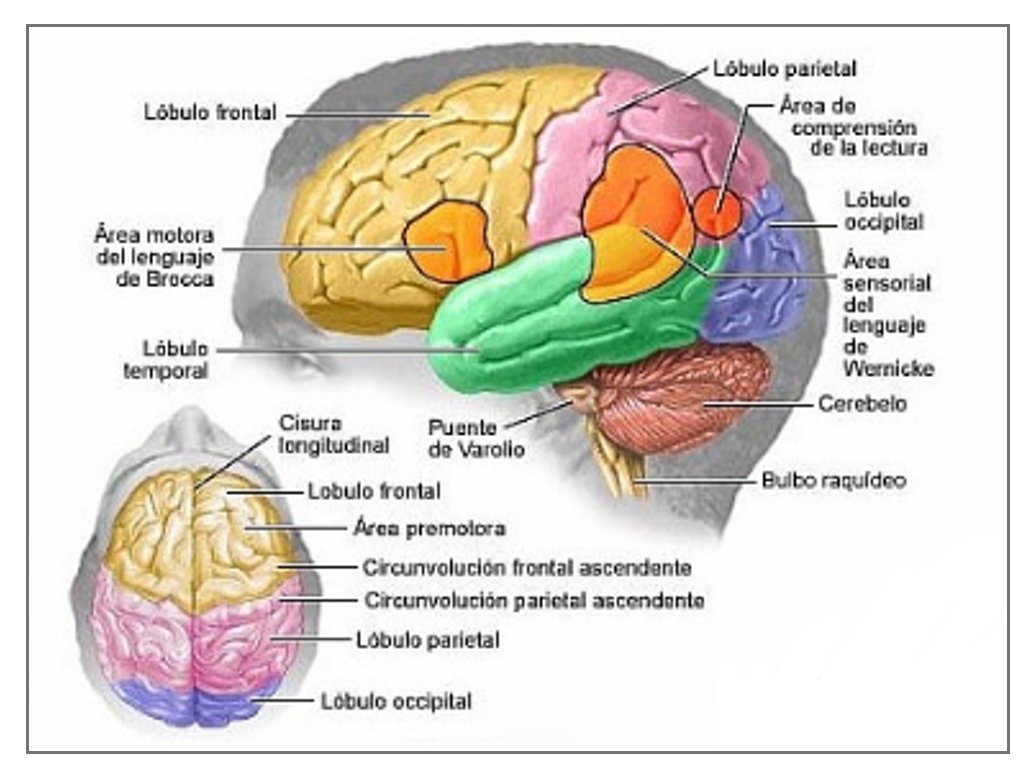 Lóbulo parietal
Lóbulo frontal
Área de
comprensión
de la lectura
Lóbulo
occipital
Área motora
del lenguaje
de Brocca
Área
sensorial
del
lenguaje
de
Wernicke
Lóbulo
temporal
Cerebelo
Puente
de Varolio
Bulbo raquídeo
Cisura
longitudinal
Lobulo frontal
Área premotora
Circunvolución frontal ascendente
Circunvolución parietal ascendente
Lóbulo parietal
Lóbulo occipital